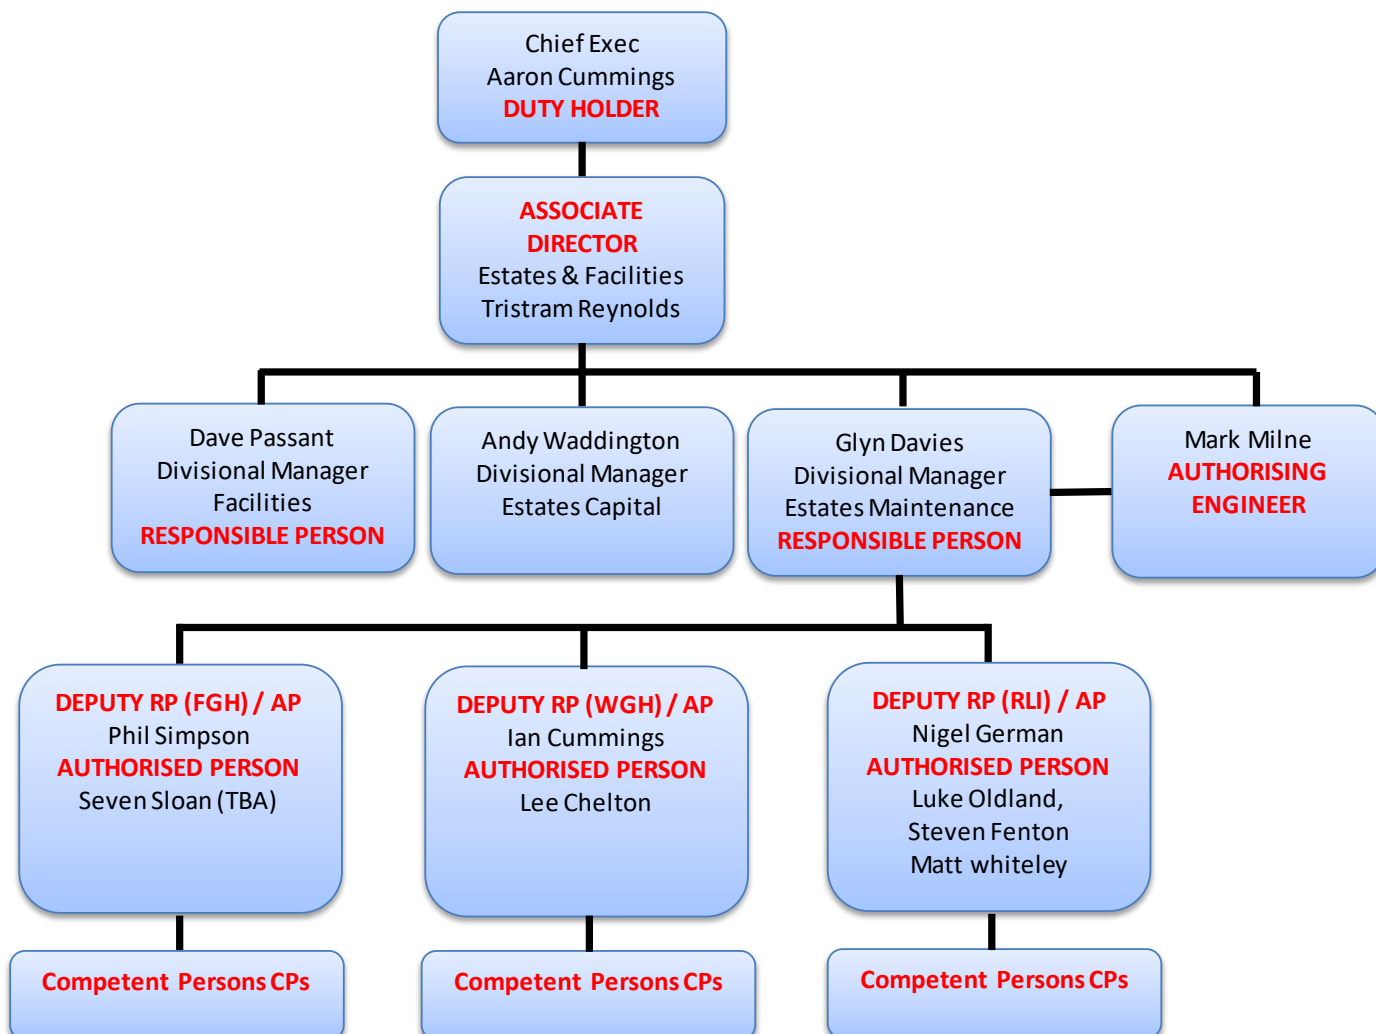 Chief Exec
Aaron Cummings
DUTY HOLDER
ASSOCIATE
DIRECTOR
Estates & Facilities
Tristram Reynolds
Dave Passant
Divisional Manager
Facilities
RESPONSIBLE PERSON
Andy Waddington
Divisional Manager
Estates Capital
Glyn Davies
Divisional Manager
Estates Maintenance
RESPONSIBLE PERSON
Mark Milne
AUTHORISING
ENGINEER
DEPUTY RP (FGH) / AP
Phil Simpson
AUTHORISED PERSON
Seven Sloan (TBA)
DEPUTY RP (WGH) / AP
Ian Cummings
AUTHORISED PERSON
Lee Chelton
DEPUTY RP (RLI) / AP
Nigel German
AUTHORISED PERSON
Luke Oldland,
Steven Fenton
Matt whiteley
Competent Persons CPs
Competent Persons CPs
Competent Persons CPs